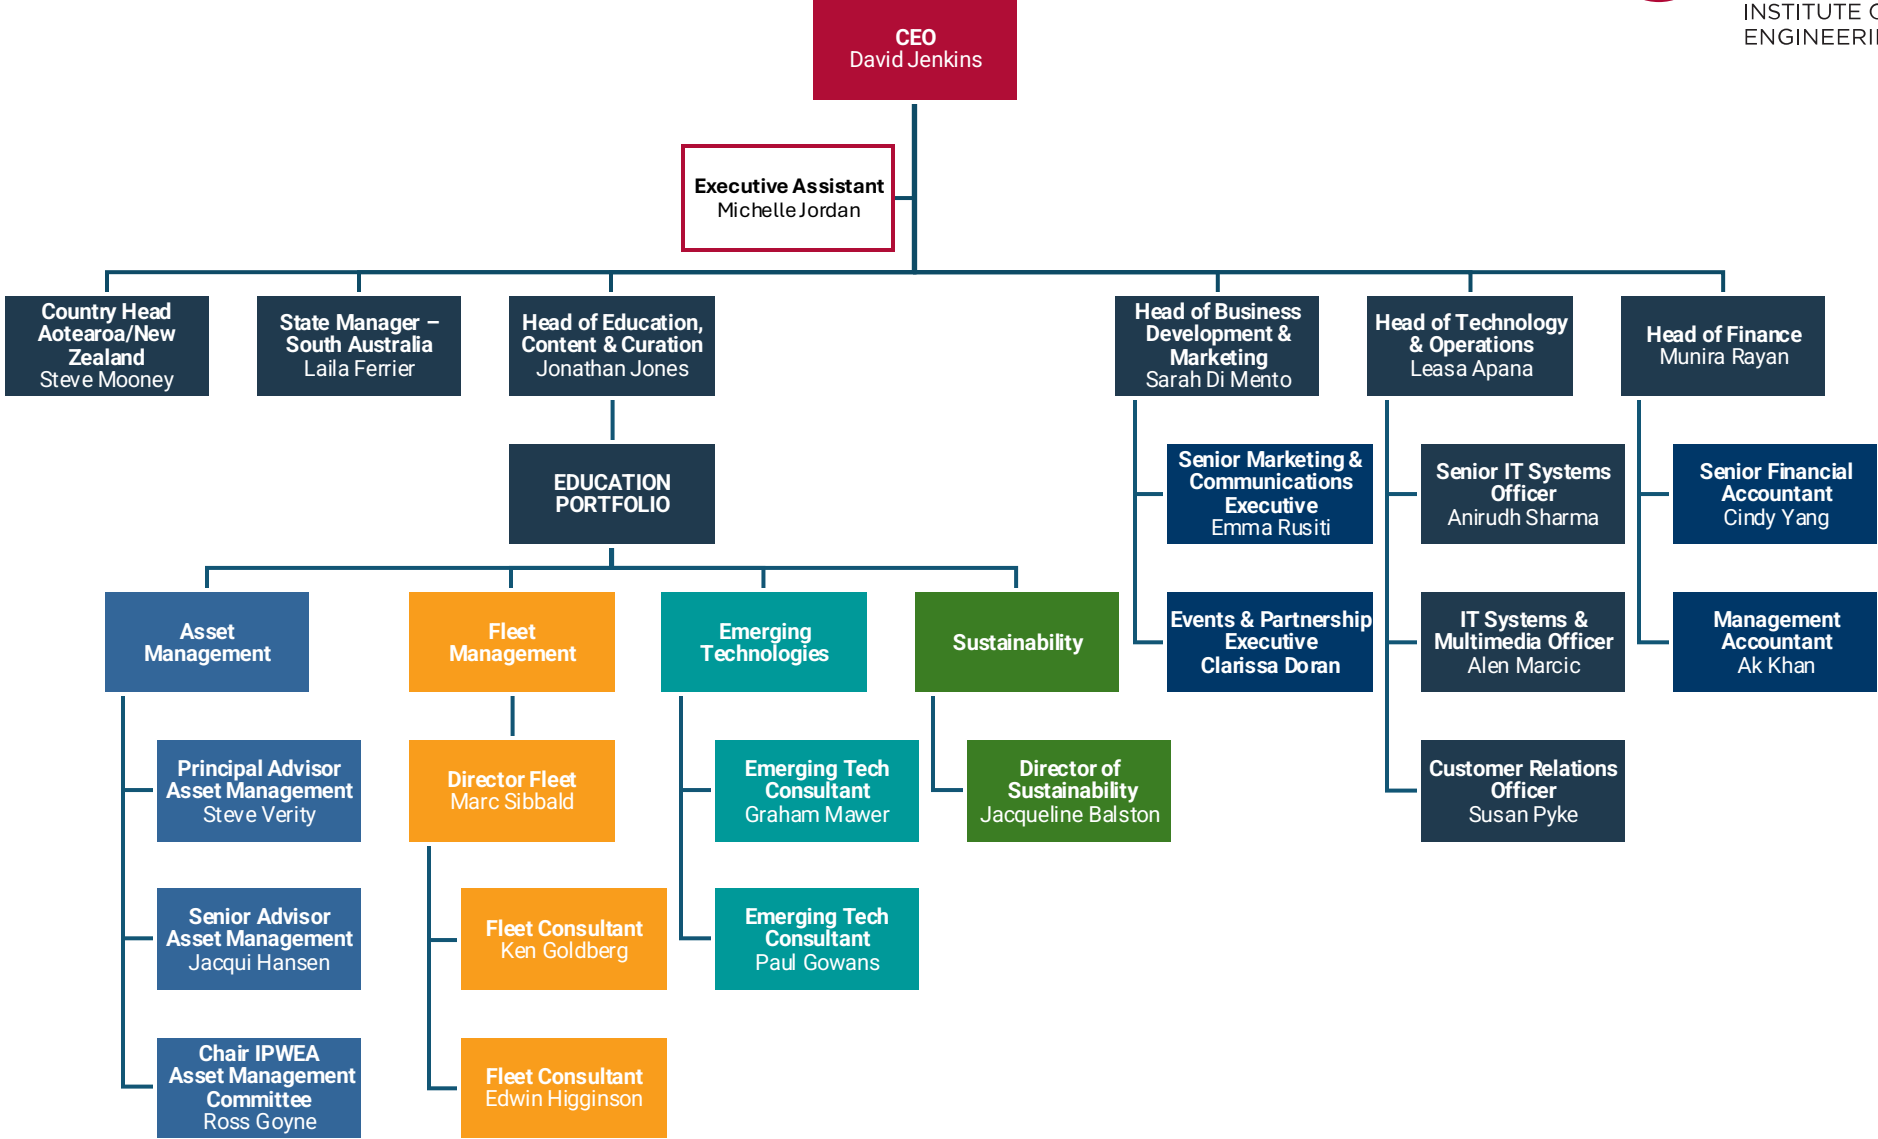 INSTITUTE
CEO
David Jenkins
Executive Assistant
Michelle Jordan
Country Head
Aotearoa/New
Zealand
Steve Mooney
State Manager –
South Australia
Laila Ferrier
Head of Education,
Content & Curation
Jonathan Jones
Head of Business
Development &
Marketing
Sarah Di Mento
Head of Technology
& Operations
Leasa Apana
Head of Finance
Munira Rayan
EDUCATION
PORTFOLIO
Senior Marketing &
Communications
Executive
Emma Rusiti
Senior IT Systems
Officer
Anirudh Sharma
Senior Financial
Accountant
Cindy Yang
Asset
Management
Fleet
Management
Emerging
Technologies
Sustainability
Events & Partnership
Executive
Clarissa Doran
IT Systems &
Multimedia Officer
Alen Marcic
Management
Accountant
Ak Khan
Principal Advisor
Asset Management
Steve Verity
Director Fleet
Marc Sibbald
Emerging Tech
Consultant
Graham Mawer
Director of
Sustainability
Jacqueline Balston
Customer Relations
Officer
Susan Pyke
Senior Advisor
Asset Management
Jacqui Hansen
Fleet Consultant
Ken Goldberg
Emerging Tech
Consultant
Paul Gowans
Chair IPWEA
Asset Management
Committee
Ross Goyne
Fleet Consultant
Edwin Higginson